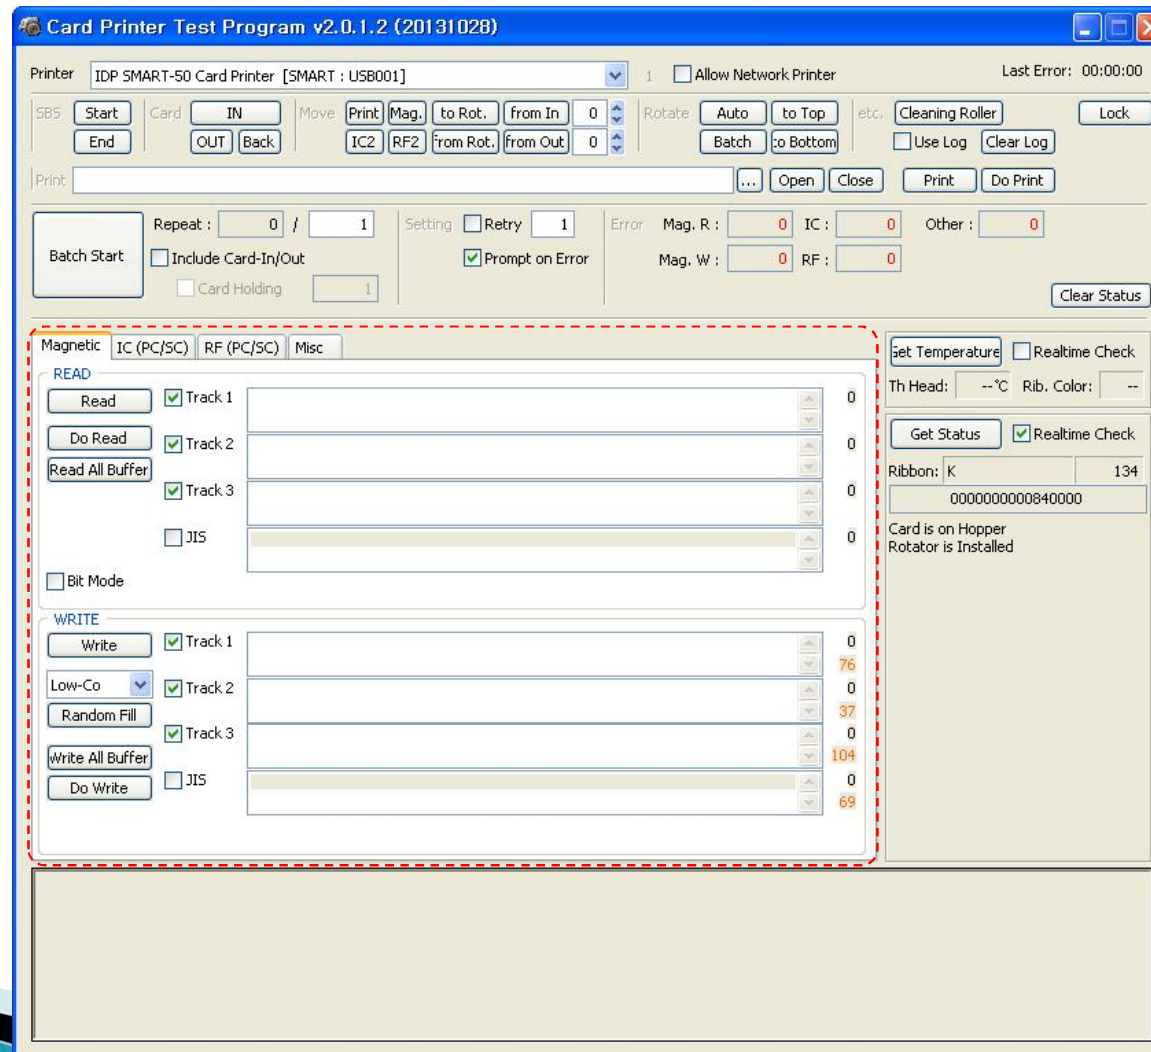 Card Printer Test Program v2.0.1.2 (20131028)
Printer IDP SMART-50 Card Printer [SMART : USB001] 1 Allow Network Printer Last Error: 00:00:00
SBS Start Card IN Move Print Mag. to Rot. from In 0 Rotate Auto to Top etc. Cleaning Roller Lock
End OUT Back IC2 RF2 from Rot. from Out 0 Batch to Bottom Use Log Clear Log
Print ... Open Close Print Do Print
Batch Start Repeat : 0 / 1 Setting Retry 1 Error Mag. R : 0 IC : 0 Other : 0
Include Card-In/Out Prompt on Error Mag. W : 0 RF : 0
Card Holding 1
Clear Status
Magnetic IC (PC/SC) RF (PC/SC) Misc
READ
Read Track 1 0
Do Read Track 2 0
Read All Buffer
Track 3 0
JIS 0
Bit Mode
WRITE
Write Track 1 0
76
Low-Co Track 2 0
Random Fill 37
Track 3 0
Write All Buffer 104
Do Write JIS 0
69
Get Temperature Realtime Check
Th Head: --℃ Rib. Color: --
Get Status Realtime Check
Ribbon: K 134
0000000000840000
Card is on Hopper
Rotator is Installed